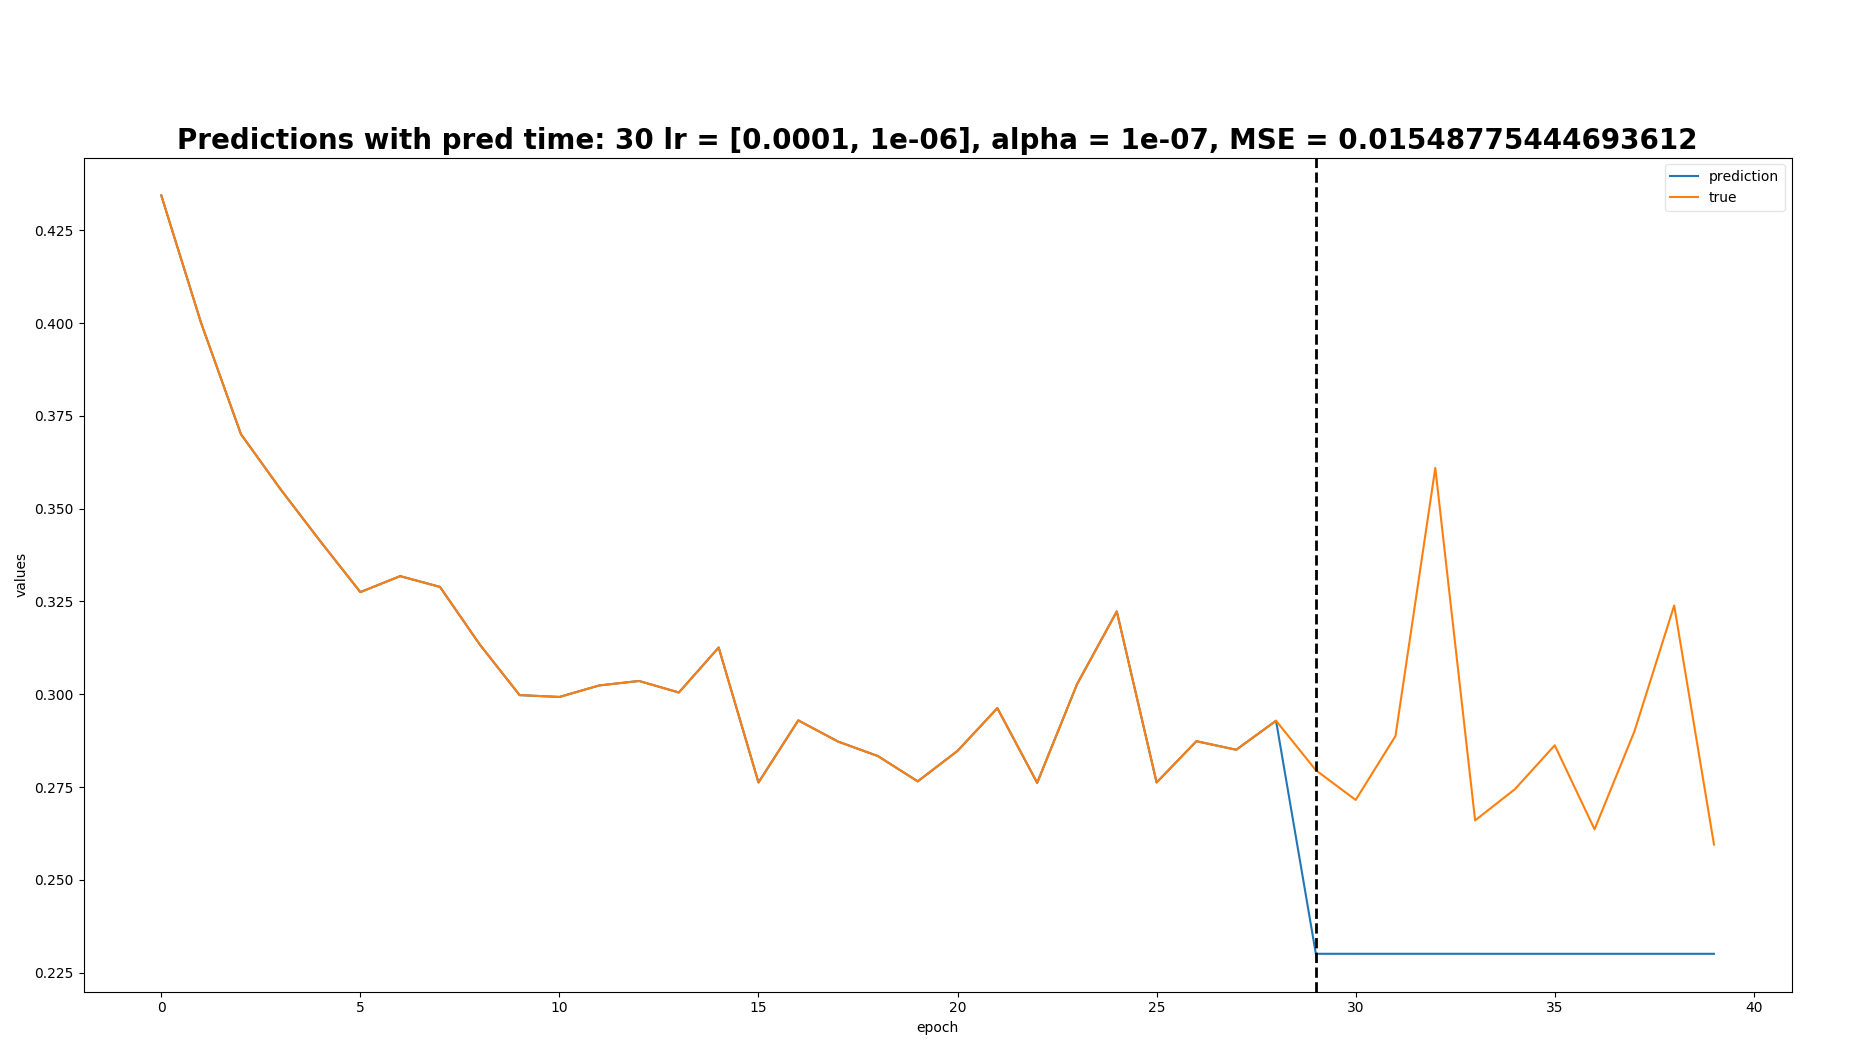 Predictions with pred time: 30 lr = [0.0001, 1e-06], alpha = 1e-07, MSE = 0.01548775444693612
prediction
true
0.425
0.400
0.375
0.350
0.325
0.300
0.275
0.250
0.225
values
0 5 10 15 20 25 30 35 40
epoch